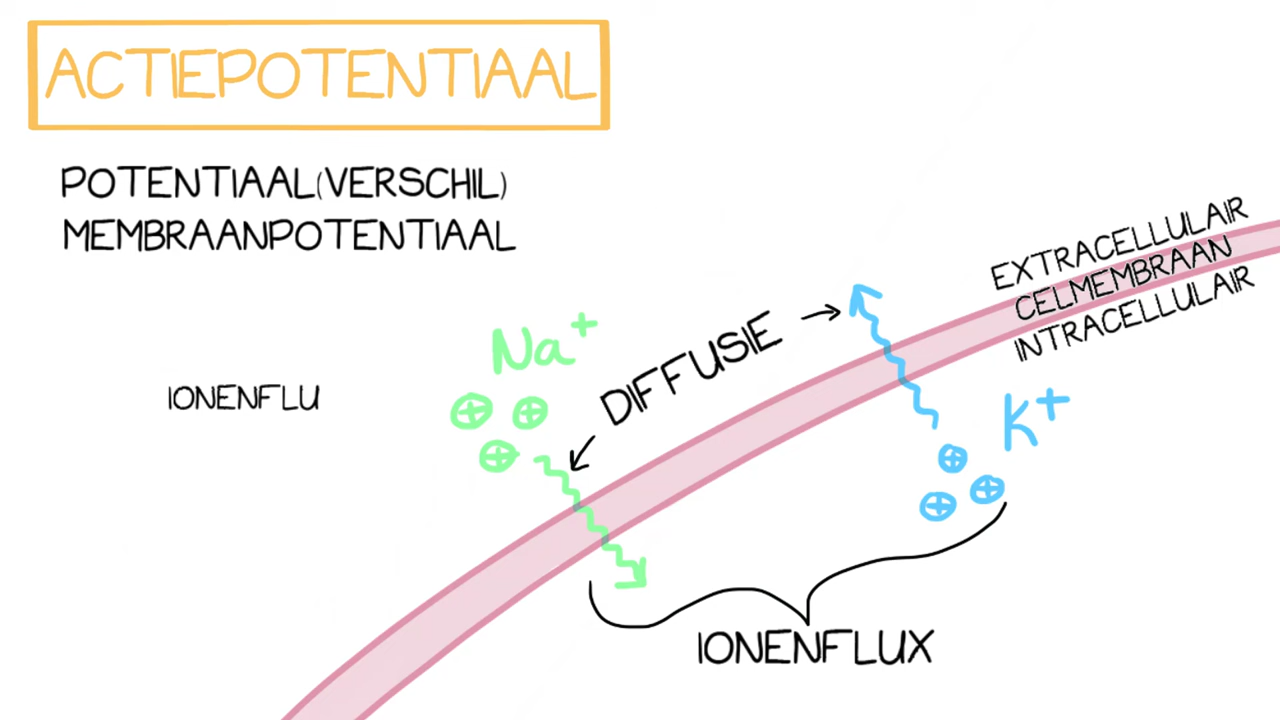 ACTIEPOTENTIAAL
POTENTIAAL(VERSCHIL)
MEMBRAANPOTENTIAAL
EXTRACELLULAIR
CELMEMBRAAN
INTRACELLULAIR
Na+
DIFFUSIE
IONENFLU
K+
IONENFLUX